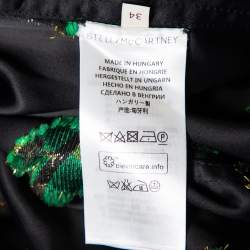 34
STELLA McCARTNEY
MADE IN HUNGARY
FABRIQUE EN HONGRIE
HERGESTELLT IN UNGARN
HECHO EN HUNGRÍA
СДЕЛАНО В ВЕНГРИИ
ハンガリー製
产地:匈牙利
clevercare.info